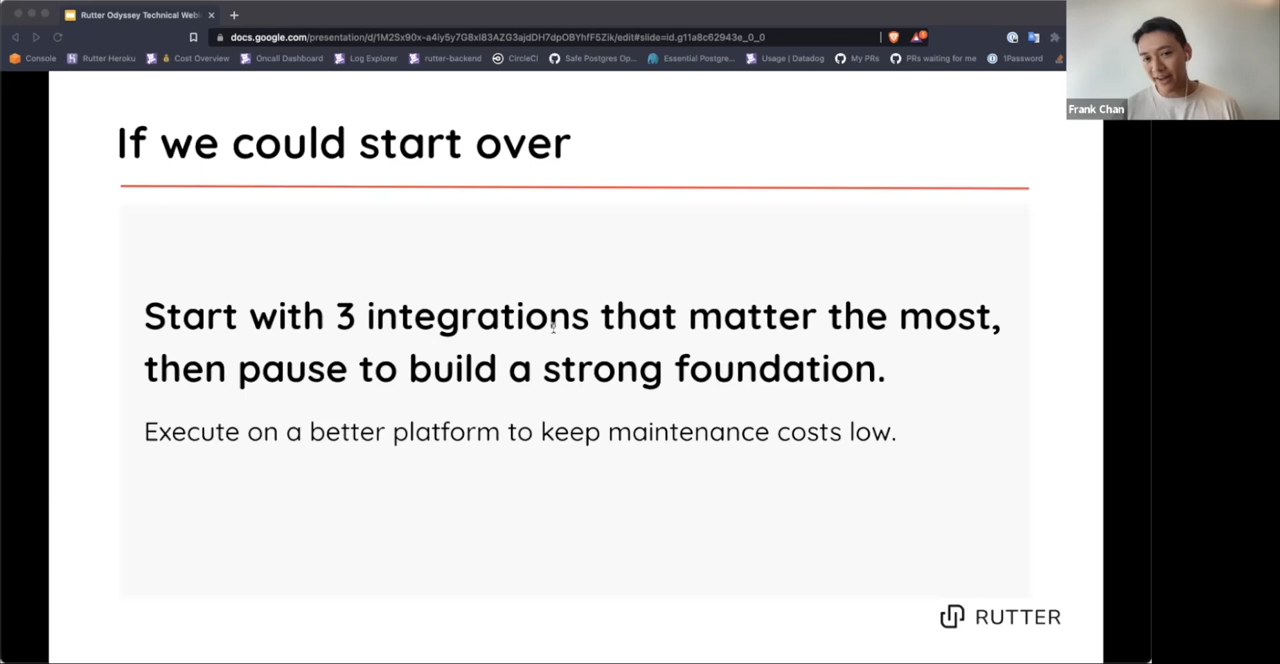 Rutter Odyssey Technical Web
docs.google.com/presentation/d/1M2Sx90x-a4iy5y7G8xI83AZG3ajdDH7dpOBYhfF5Zik/edit#slide=id.g11a8c62943e_0_0
Console Rutter Heroku Cost Overview Oncall Dashboard Log Explorer rutter-backend CircleCI Safe Postgres Op... Essential Postgre... Usage | Datadog My PRs PRs waiting for me 1Password
Frank Chan
If we could start over
Start with 3 integrations that matter the most,
then pause to build a strong foundation.
Execute on a better platform to keep maintenance costs low.
RUTTER